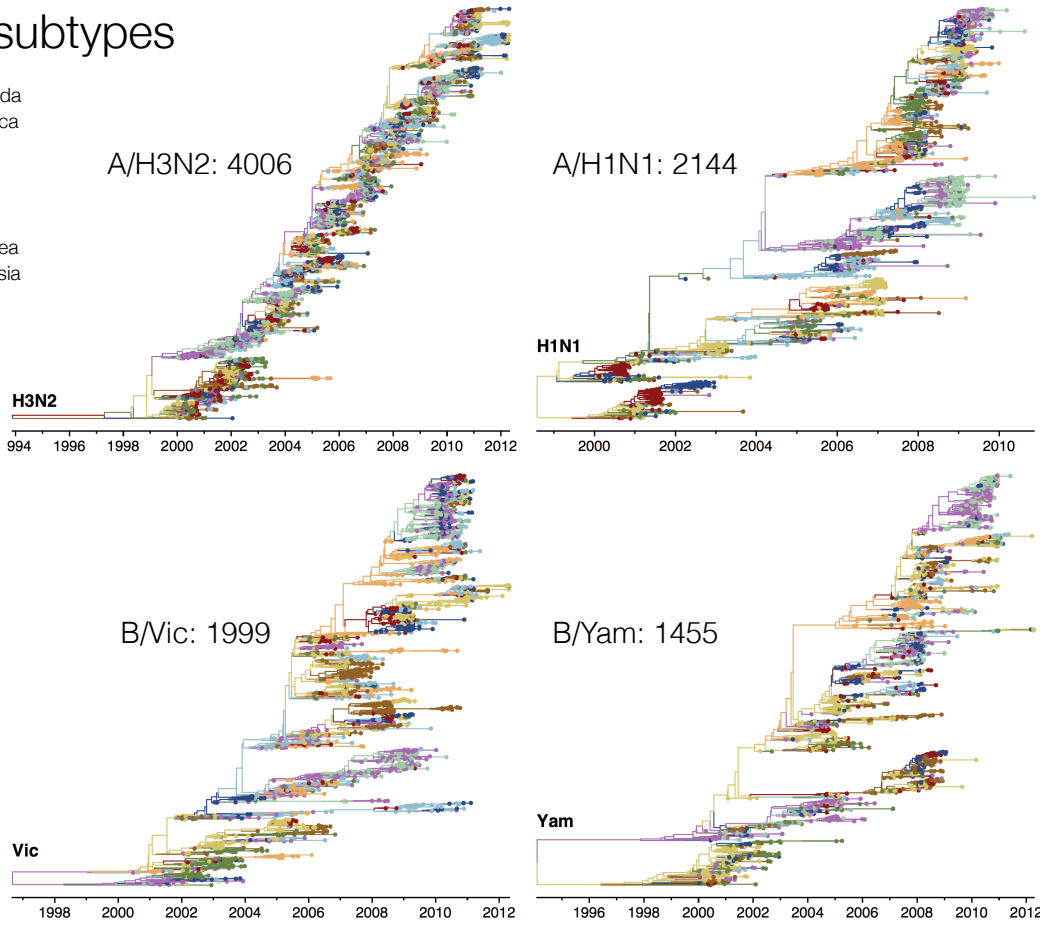 subtypes
da
ca
ea
sia
A/H3N2: 4006
H3N2
994 1996 1998 2000 2002 2004 2006 2008 2010 2012
A/H1N1: 2144
H1N1
2000 2002 2004 2006 2008 2010
B/Vic: 1999
Vic
1998 2000 2002 2004 2006 2008 2010 2012
B/Yam: 1455
Yam
1996 1998 2000 2002 2004 2006 2008 2010 2012